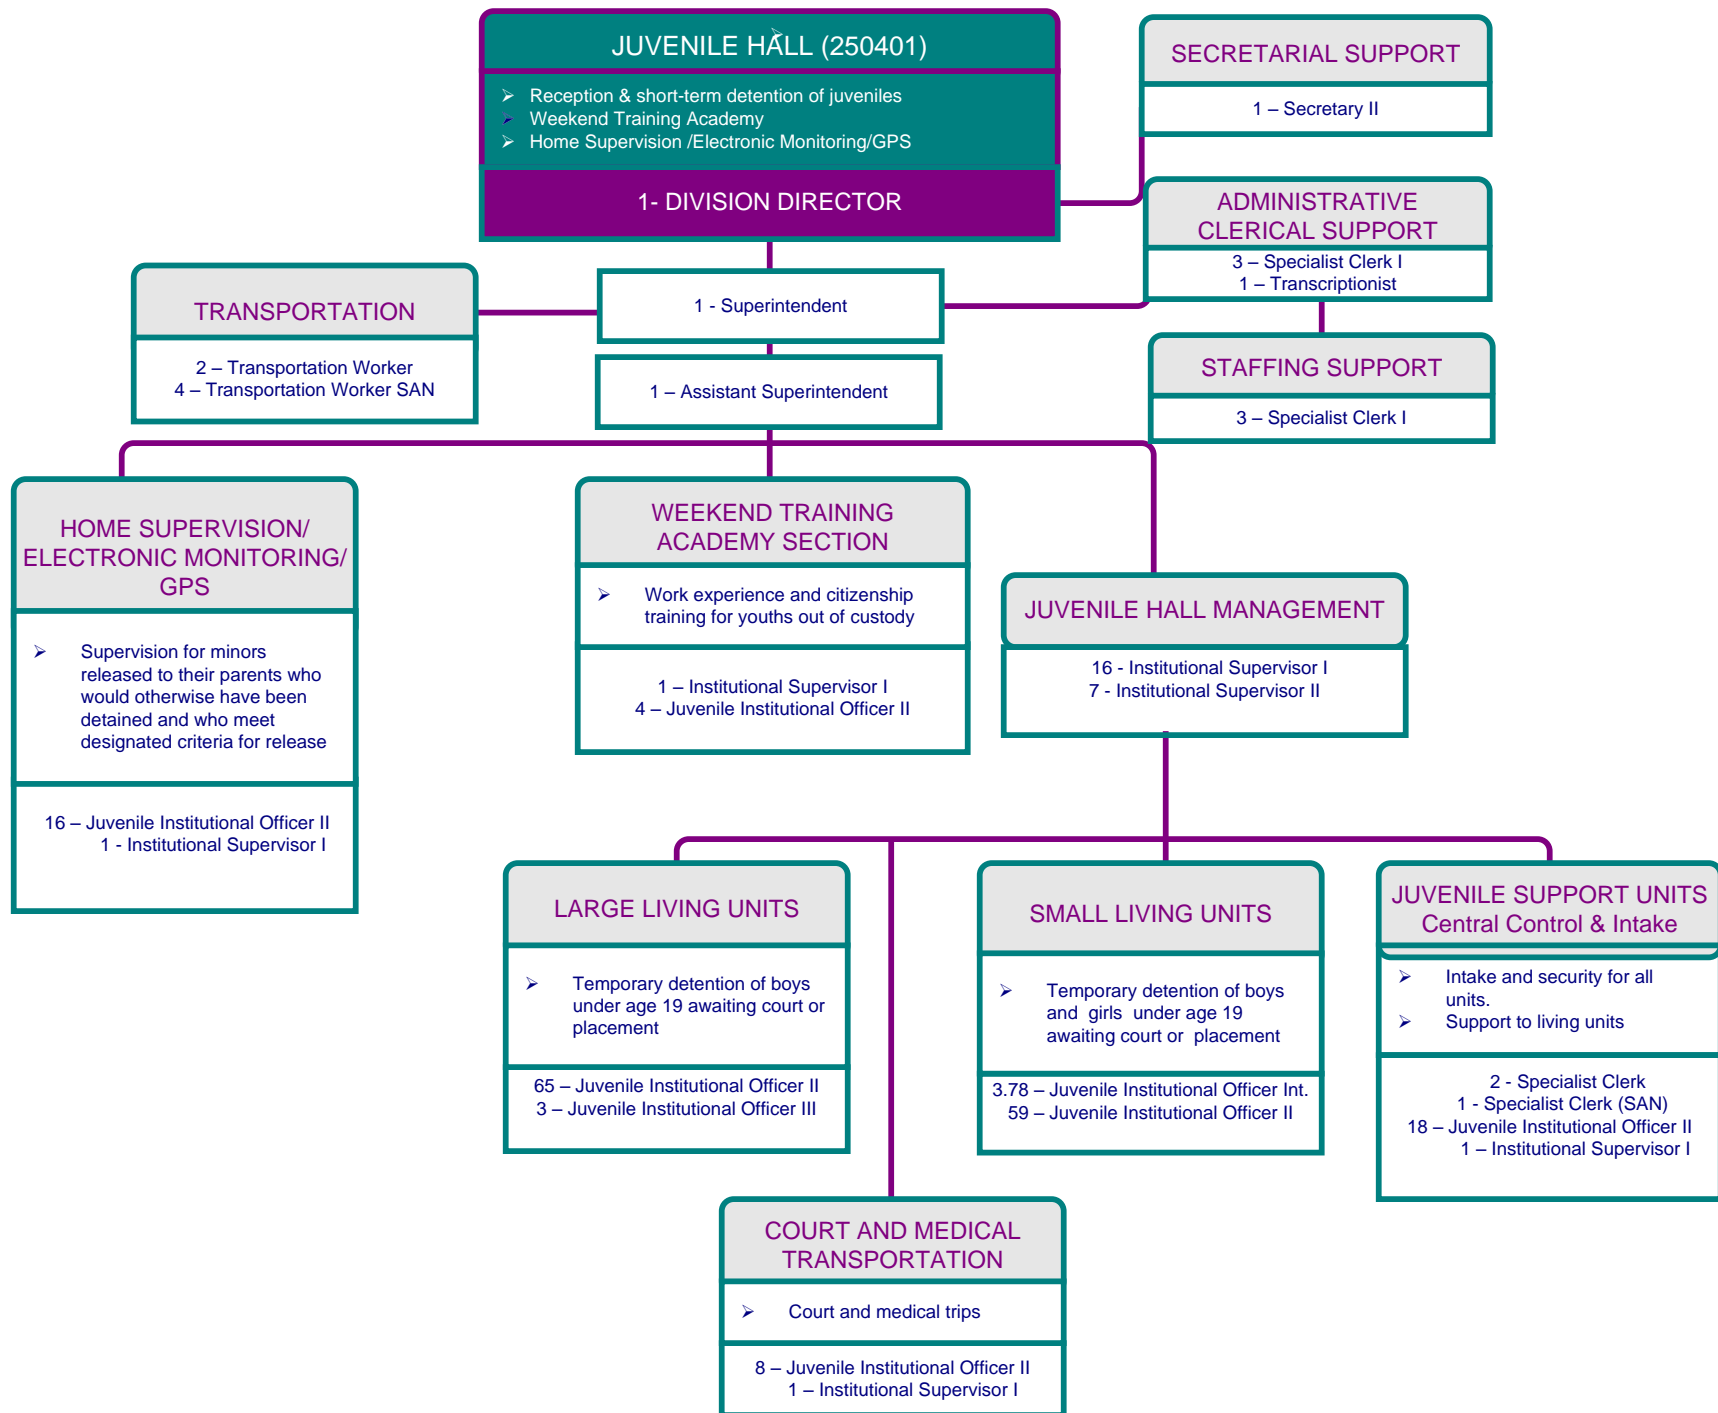 JUVENILE HALL (250401)
➢ Reception & short-term detention of juveniles
➢ Weekend Training Academy
➢ Home Supervision /Electronic Monitoring/GPS
1- DIVISION DIRECTOR
SECRETARIAL SUPPORT
1 – Secretary II
ADMINISTRATIVE
CLERICAL SUPPORT
3 – Specialist Clerk I
1 – Transcriptionist
TRANSPORTATION
2 – Transportation Worker
4 – Transportation Worker SAN
1 - Superintendent
1 – Assistant Superintendent
STAFFING SUPPORT
3 – Specialist Clerk I
HOME SUPERVISION/
ELECTRONIC MONITORING/
GPS
➢ Supervision for minors
released to their parents who
would otherwise have been
detained and who meet
designated criteria for release
16 – Juvenile Institutional Officer II
1 - Institutional Supervisor I
WEEKEND TRAINING
ACADEMY SECTION
➢ Work experience and citizenship
training for youths out of custody
1 – Institutional Supervisor I
4 – Juvenile Institutional Officer II
JUVENILE HALL MANAGEMENT
16 - Institutional Supervisor I
7 - Institutional Supervisor II
LARGE LIVING UNITS
➢ Temporary detention of boys
under age 19 awaiting court or
placement
65 – Juvenile Institutional Officer II
3 – Juvenile Institutional Officer III
SMALL LIVING UNITS
➢ Temporary detention of boys
and girls under age 19
awaiting court or placement
3.78 – Juvenile Institutional Officer Int.
59 – Juvenile Institutional Officer II
JUVENILE SUPPORT UNITS
Central Control & Intake
➢ Intake and security for all
units.
➢ Support to living units
2 - Specialist Clerk
1 - Specialist Clerk (SAN)
18 – Juvenile Institutional Officer II
1 – Institutional Supervisor I
COURT AND MEDICAL
TRANSPORTATION
➢ Court and medical trips
8 – Juvenile Institutional Officer II
1 – Institutional Supervisor I